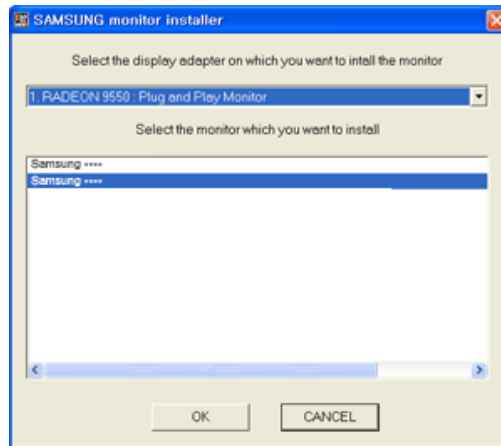 SAMSUNG monitor installer
Select the display adapter on which you want to intall the monitor
1. RADEON 9550 : Plug and Play Monitor
Select the monitor which you want to install
Samsung ----
Samsung ----
OK
CANCEL